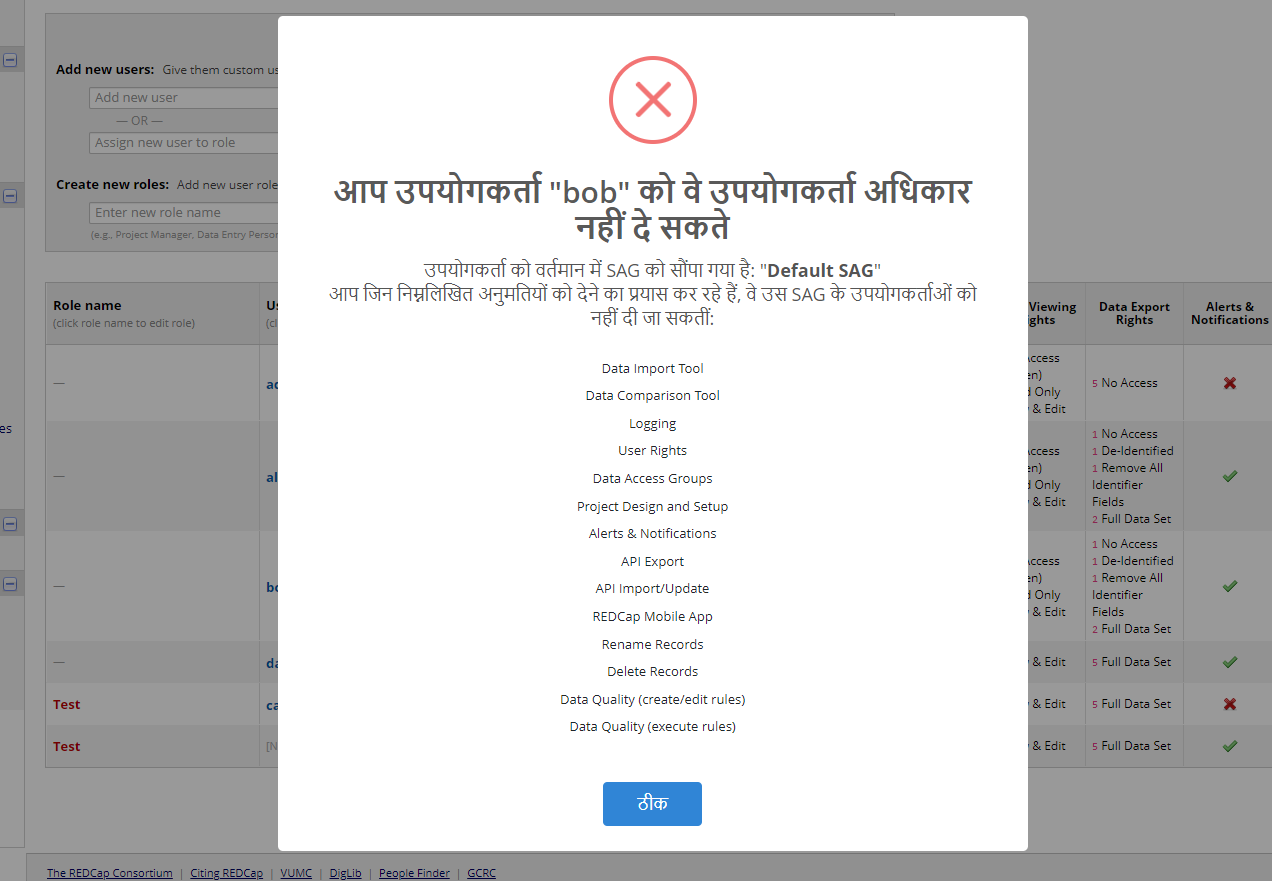 Add new users: Give them custom us
Add new user
— OR —
Assign new user to role
Create new roles: Add new user role
Enter new role name
(e.g., Project Manager, Data Entry Person
आप उपयोगकर्ता "bob" को वे उपयोगकर्ता अधिकार
नहीं दे सकते
उपयोगकर्ता को वर्तमान में SAG को सौंपा गया है: "Default SAG"
आप जिन निम्नलिखित अनुमतियों को देने का प्रयास कर रहे हैं, वे उस SAG के उपयोगकर्ताओं को
नहीं दी जा सकतीं:
Data Import Tool
Data Comparison Tool
Logging
User Rights
Data Access Groups
Project Design and Setup
Alerts & Notifications
API Export
API Import/Update
REDCap Mobile App
Rename Records
Delete Records
Data Quality (create/edit rules)
Data Quality (execute rules)
ठीक
Role name
(click role name to edit role)
Us
(cl
Viewing
ghts
Data Export
Rights
Alerts &
Notifications
—
ad
ccess
en)
d Only
& Edit
5 No Access
es
—
al
ccess
en)
d Only
& Edit
1 No Access
1 De-Identified
1 Remove All
Identifier
Fields
2 Full Data Set
—
bo
ccess
en)
d Only
& Edit
1 No Access
1 De-Identified
1 Remove All
Identifier
Fields
2 Full Data Set
—
da
& Edit
5 Full Data Set
Test
ca
& Edit
5 Full Data Set
Test
[N
& Edit
5 Full Data Set
The REDCap Consortium | Citing REDCap | VUMC | DigLib | People Finder | GCRC